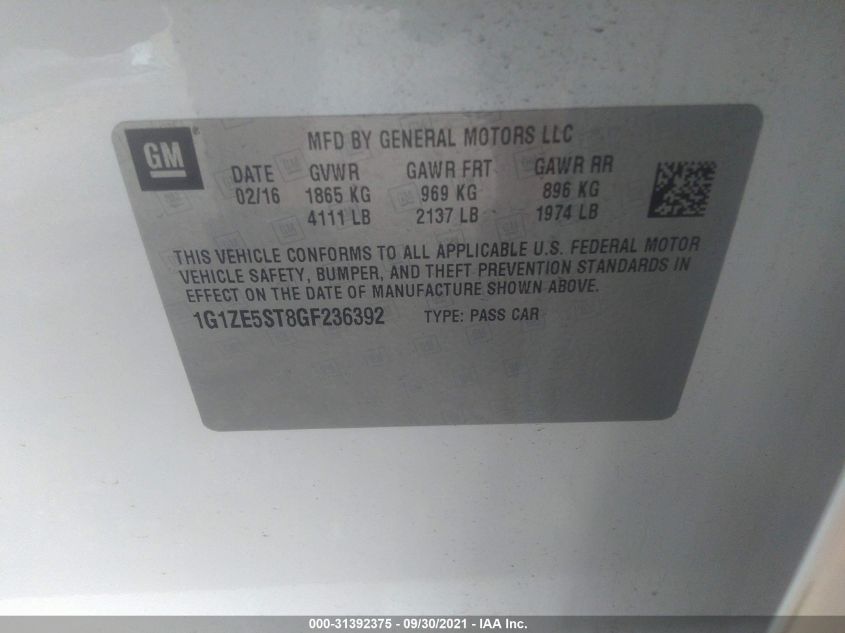 GM
MFD BY GENERAL MOTORS LLC
DATE GVWR GAWR FRT GAWR RR
02/16 1865 KG 969 KG 896 KG
4111 LB 2137 LB 1974 LB
THIS VEHICLE CONFORMS TO ALL APPLICABLE U.S. FEDERAL MOTOR
VEHICLE SAFETY, BUMPER, AND THEFT PREVENTION STANDARDS IN
EFFECT ON THE DATE OF MANUFACTURE SHOWN ABOVE.
1G1ZE5ST8GF236392 TYPE: PASS CAR
000-31392375 - 09/30/2021 - IAA Inc.